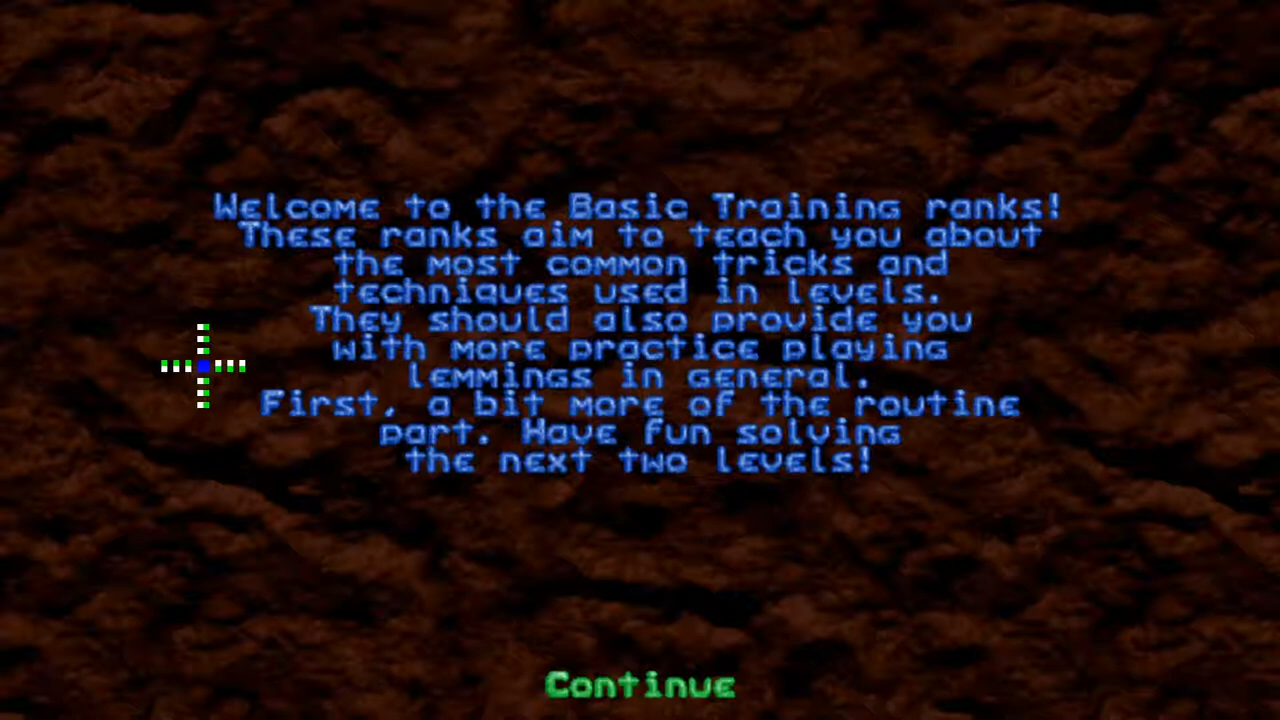 Welcome to the Basic Training ranks!
These ranks aim to teach you about
the most common tricks and
techniques used in levels.
They should also provide you
with more practice playing
lemmings in general.
First, a bit more of the routine
part. Have fun solving
the next two levels!
Continue